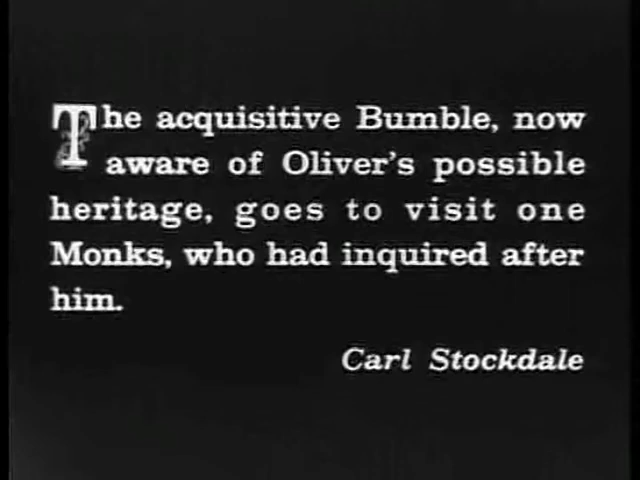 The acquisitive Bumble, now
aware of Oliver's possible
heritage, goes to visit one
Monks, who had inquired after
him.
Carl Stockdale